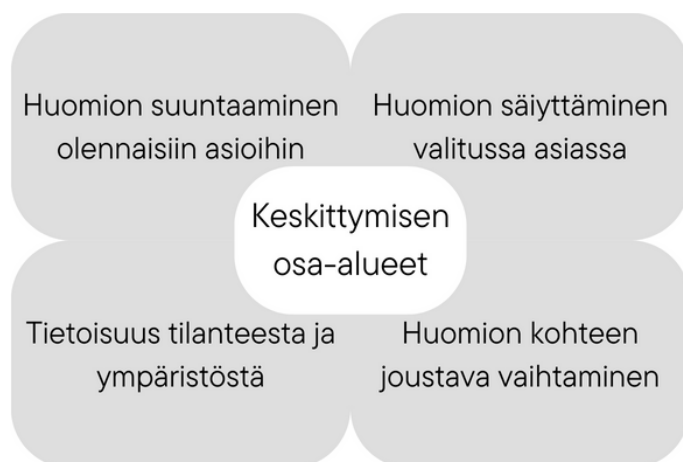 Huomion suuntaaminen
olennaisiin asioihin
Huomion säiyttäminen
valitussa asiassa
Keskittymisen
osa-alueet
Tietoisuus tilanteesta ja
ympäristöstä
Huomion kohteen
joustava vaihtaminen